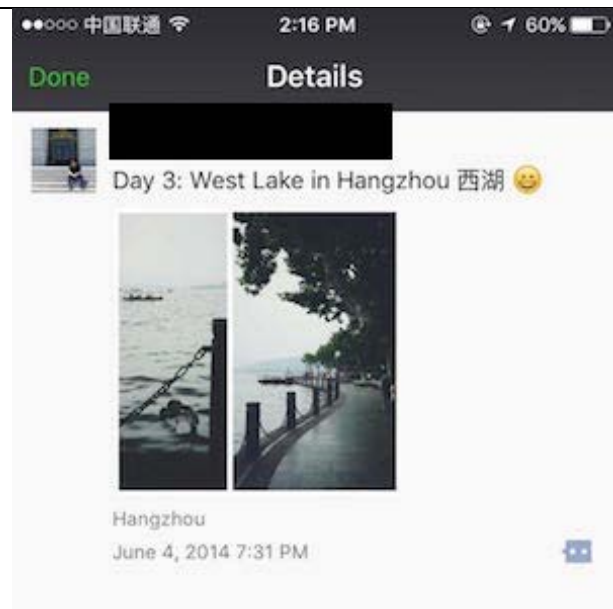 中国联通 2:16 PM 60%
Done Details
Day 3: West Lake in Hangzhou 西湖 😀
Hangzhou
June 4, 2014 7:31 PM